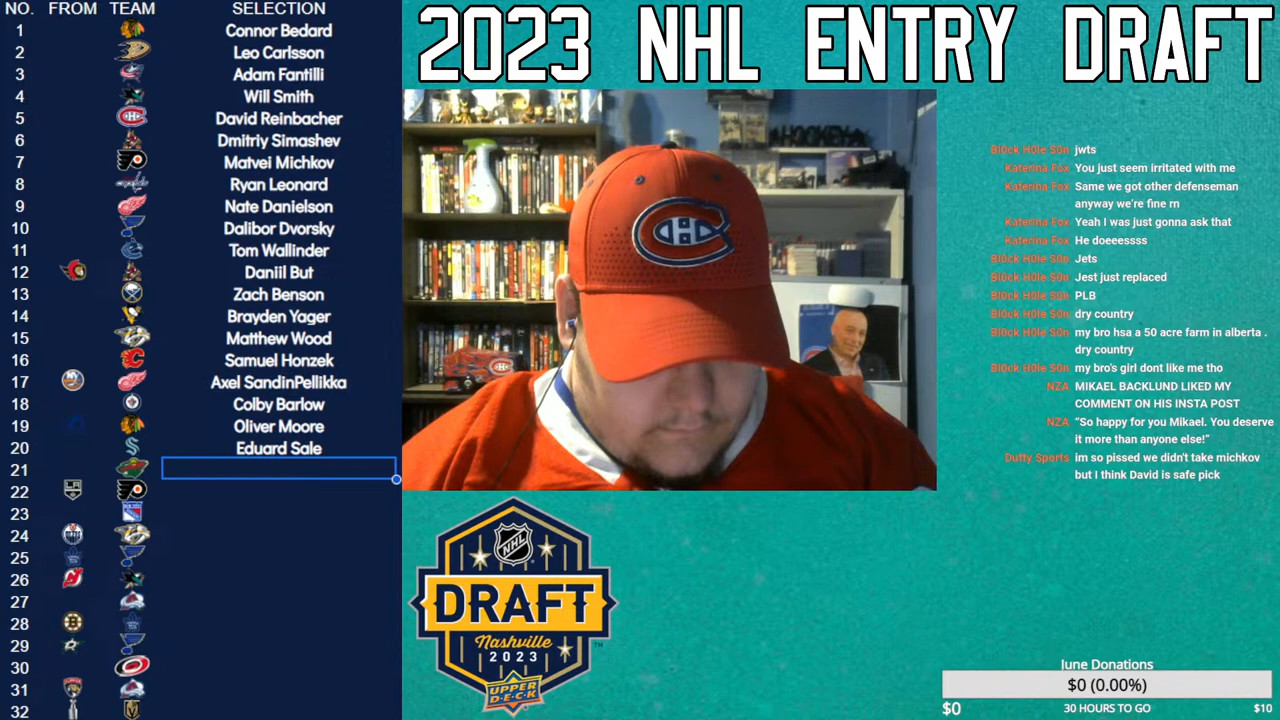 2023 NHL ENTRY DRAFT
NO. FROM TEAM SELECTION
1 Connor Bedard
2 Leo Carlsson
3 Adam Fantilli
4 Will Smith
5 David Reinbacher
6 Dmitriy Simashev
7 Matvei Michkov
8 Ryan Leonard
9 Nate Danielson
10 Dalibor Dvorsky
11 Tom Wallinder
12 Daniil But
13 Zach Benson
14 Brayden Yager
15 Matthew Wood
16 Samuel Honzek
17 Axel SandinPellikka
18 Colby Barlow
19 Oliver Moore
20 Eduard Sale
21
22
23
24
25
26
27
28
29
30
31
32
HOCKEY
Bl0ck H0le S0n jwts
Katerina Fox You just seem irritated with me
Katerina Fox Same we got other defenseman
anyway we're fine rn
Katerina Fox Yeah I was just gonna ask that
Katerina Fox He doeeessss
Bl0ck H0le S0n Jets
Bl0ck H0le S0n Jest just replaced
Bl0ck H0le S0n PLB
Bl0ck H0le S0n dry country
Bl0ck H0le S0n my bro hsa a 50 acre farm in alberta .
dry country
Bl0ck H0le S0n my bro's girl dont like me tho
NZA MIKAEL BACKLUND LIKED MY
COMMENT ON HIS INSTA POST
NZA "So happy for you Mikael. You deserve
it more than anyone else!"
Dutty Sports im so pissed we didn't take michkov
but I think David is safe pick
NHL
DRAFT
Nashville
2023
UPPER
DECK
TM
June Donations
$0 (0.00%)
$0 30 HOURS TO GO $10